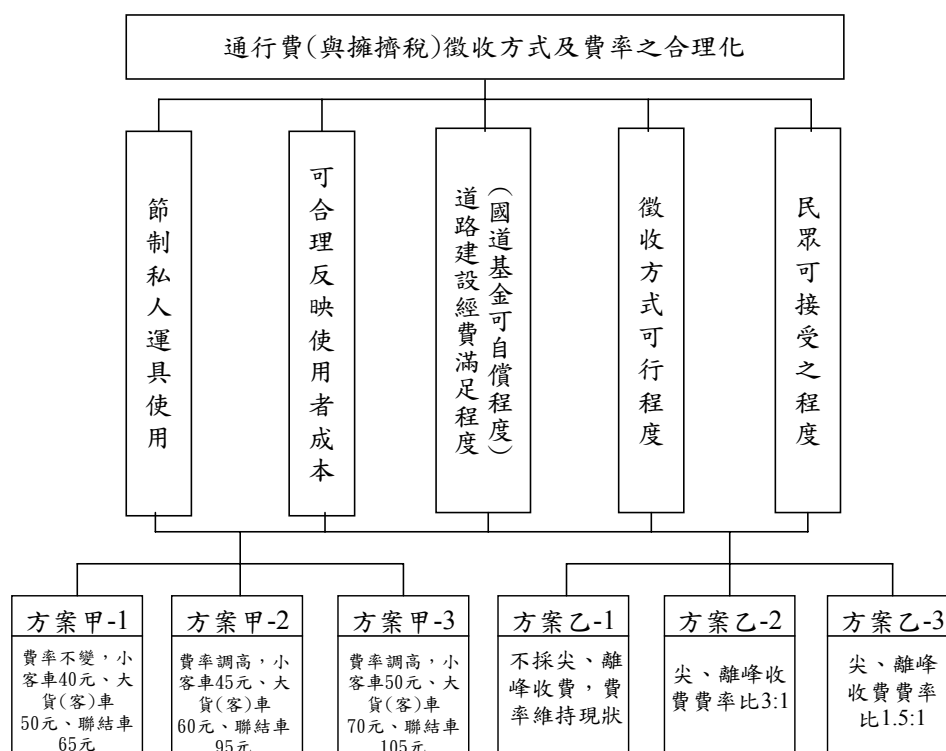 通行費(與擁擠稅)徵收方式及費率之合理化
節制私人運具使用
可合理反映使用者成本
道路建設經費滿足程度
(國道基金可自償程度)
徵收方式可行程度
民眾可接受之程度
方案甲-1
費率不變，小
客車40元、大
貨(客)車
50元、聯結車
65元
方案甲-2
費率調高，小
客車45元、大
貨(客)車
60元、聯結車
95元
方案甲-3
費率調高，小
客車50元、大
貨(客)車
70元、聯結車
105元
方案乙-1
不採尖、離
峰收費，費
率維持現狀
方案乙-2
尖、離峰收
費費率比3:1
方案乙-3
尖、離峰
收費費率
比1.5:1